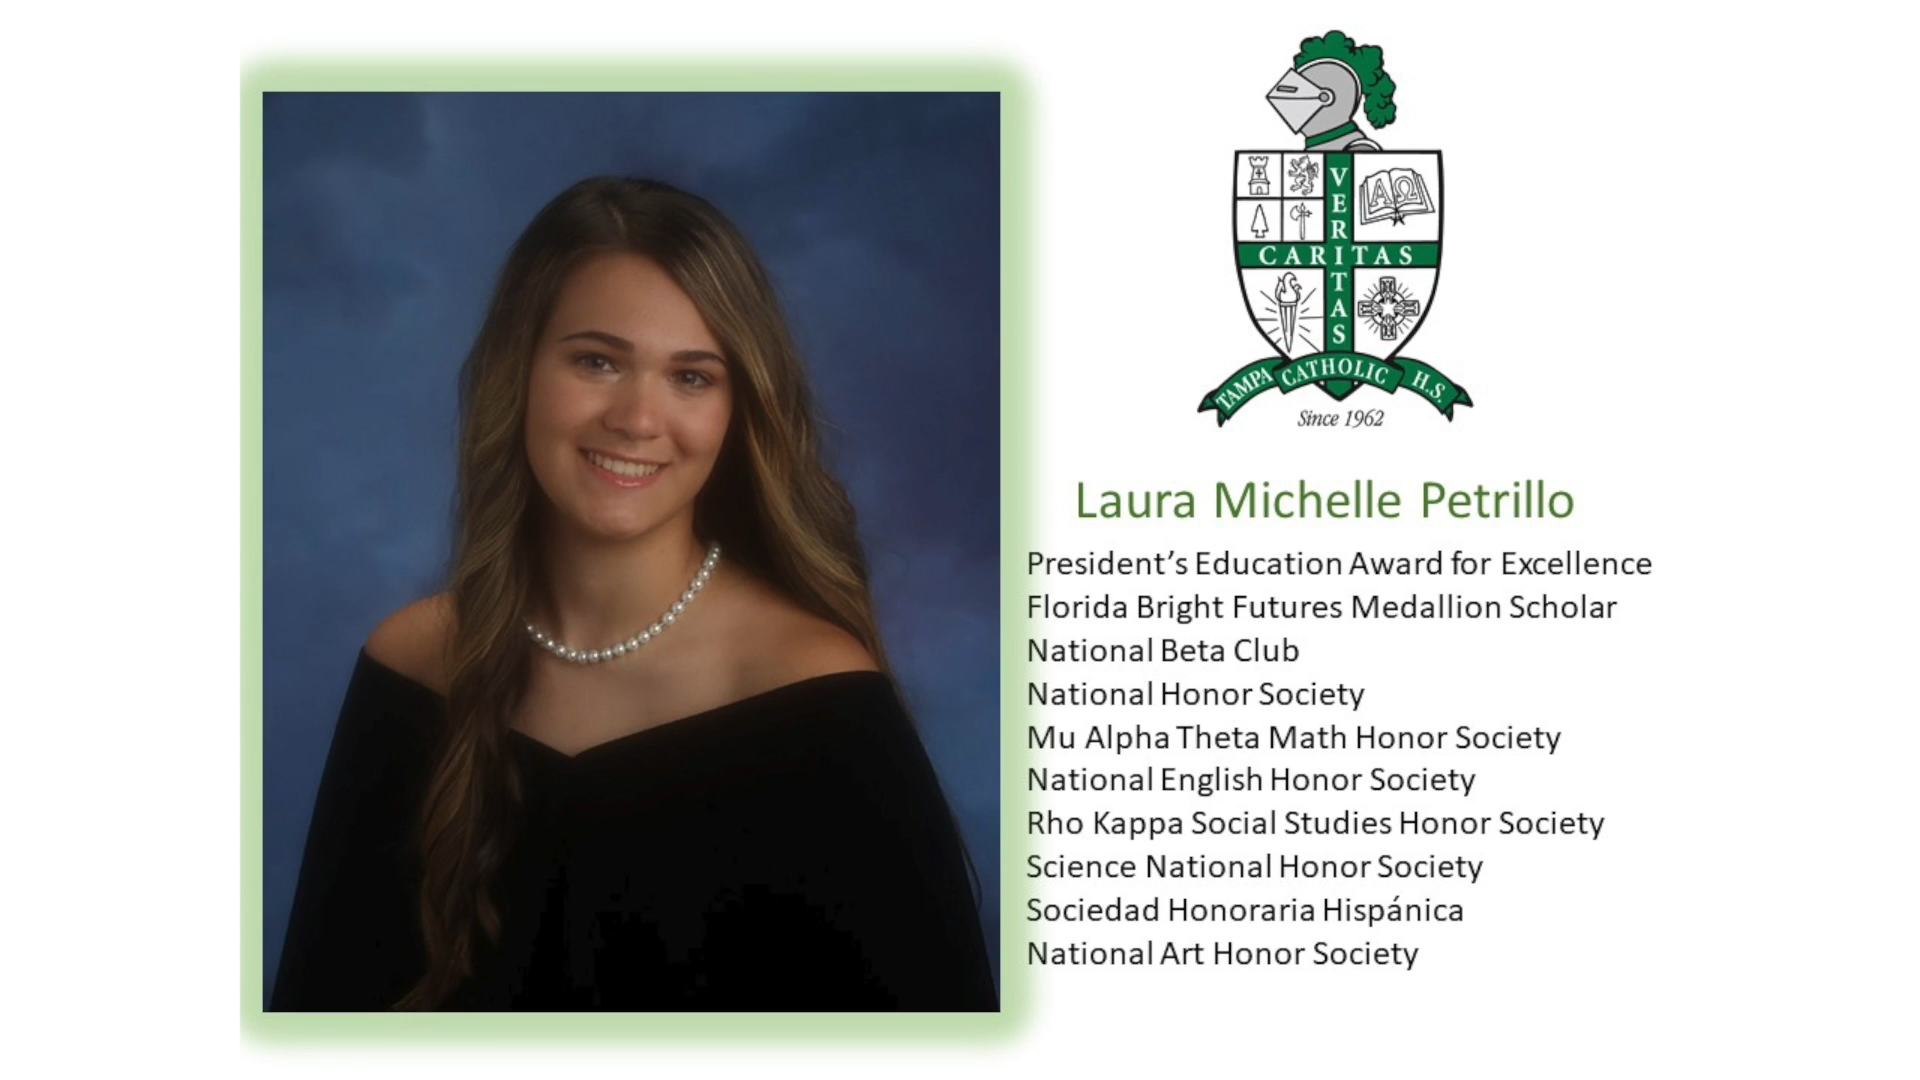 VERITAS
ΑΩ
CARITAS
TAMPA CATHOLIC H.S.
Since 1962
Laura Michelle Petrillo
President’s Education Award for Excellence
Florida Bright Futures Medallion Scholar
National Beta Club
National Honor Society
Mu Alpha Theta Math Honor Society
National English Honor Society
Rho Kappa Social Studies Honor Society
Science National Honor Society
Sociedad Honoraria Hispánica
National Art Honor Society